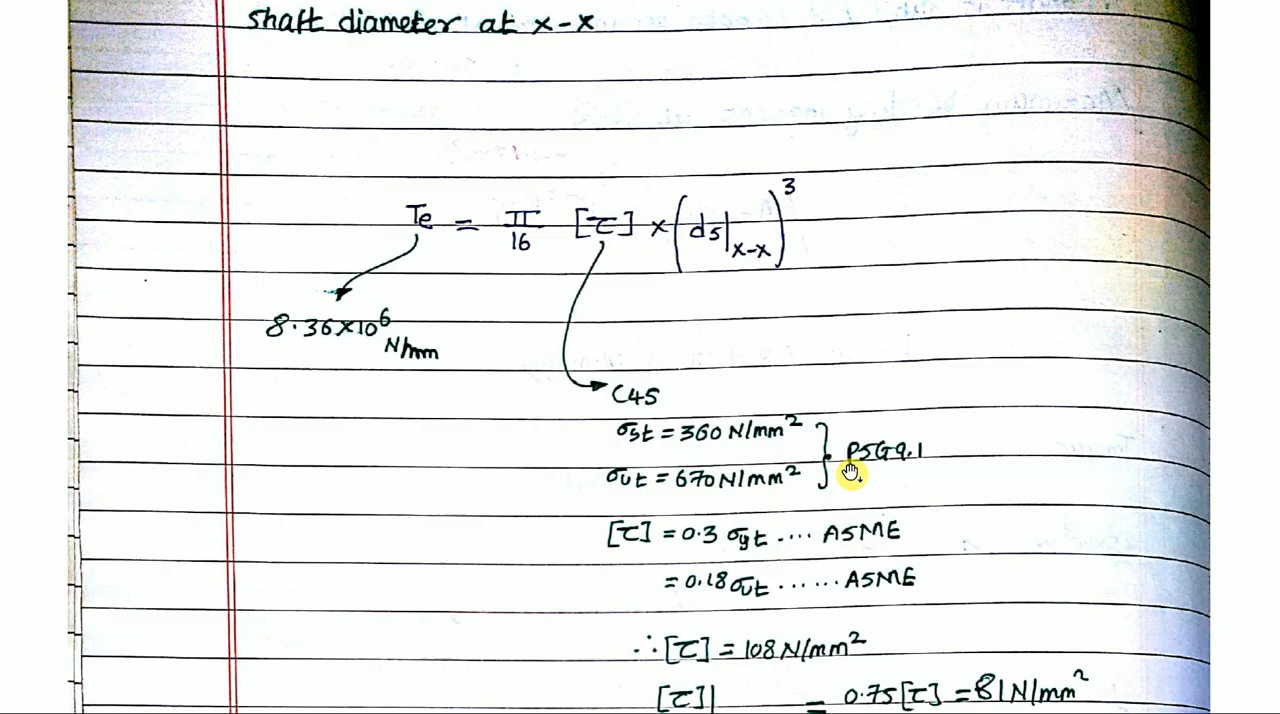 shaft diameter at x-x
Te = π/16 [τ] × (ds|x-x)³
8.36×10⁶ N/mm
C45
σst = 360 N/mm²
σut = 670 N/mm²
PSG 9.1
[τ] = 0.3 σyt .... ASME
= 0.18 σut ...... ASME
∴ [τ] = 108 N/mm²
[τ]| = 0.75 [τ] = 81 N/mm²